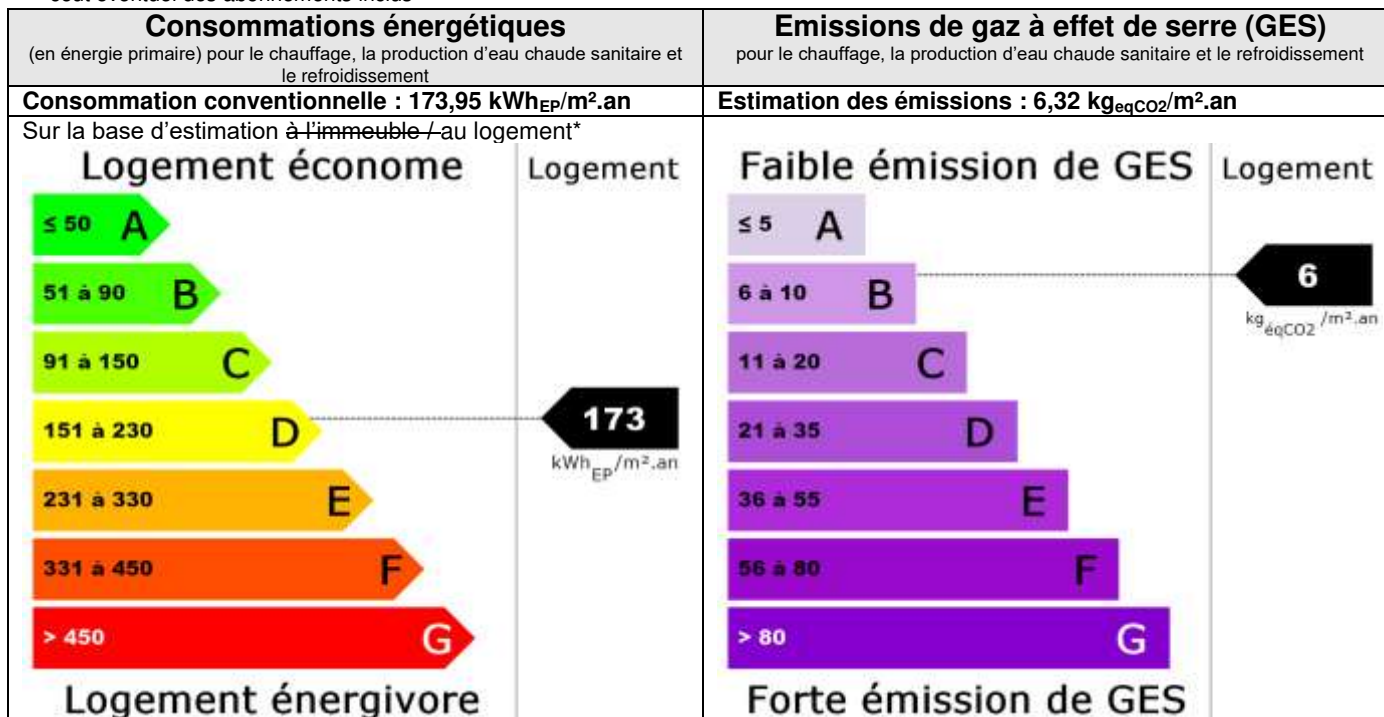 coût éventuel des abonnements inclus
Consommations énergétiques
(en énergie primaire) pour le chauffage, la production d'eau chaude sanitaire et
le refroidissement
Emissions de gaz à effet de serre (GES)
pour le chauffage, la production d'eau chaude sanitaire et le refroidissement
Consommation conventionnelle : 173,95 kWhEP/m².an
Estimation des émissions : 6,32 kgeqCO2/m².an
Sur la base d'estimation à l'immeuble / au logement*
Logement économe
Logement
≤ 50 A
51 à 90 B
91 à 150 C
151 à 230 D
231 à 330 E
331 à 450 F
> 450 G
173
kWhEP/m².an
Logement énergivore
Faible émission de GES
Logement
≤ 5 A
6 à 10 B
11 à 20 C
21 à 35 D
36 à 55 E
56 à 80 F
> 80 G
6
kgéqCO2/m².an
Forte émission de GES